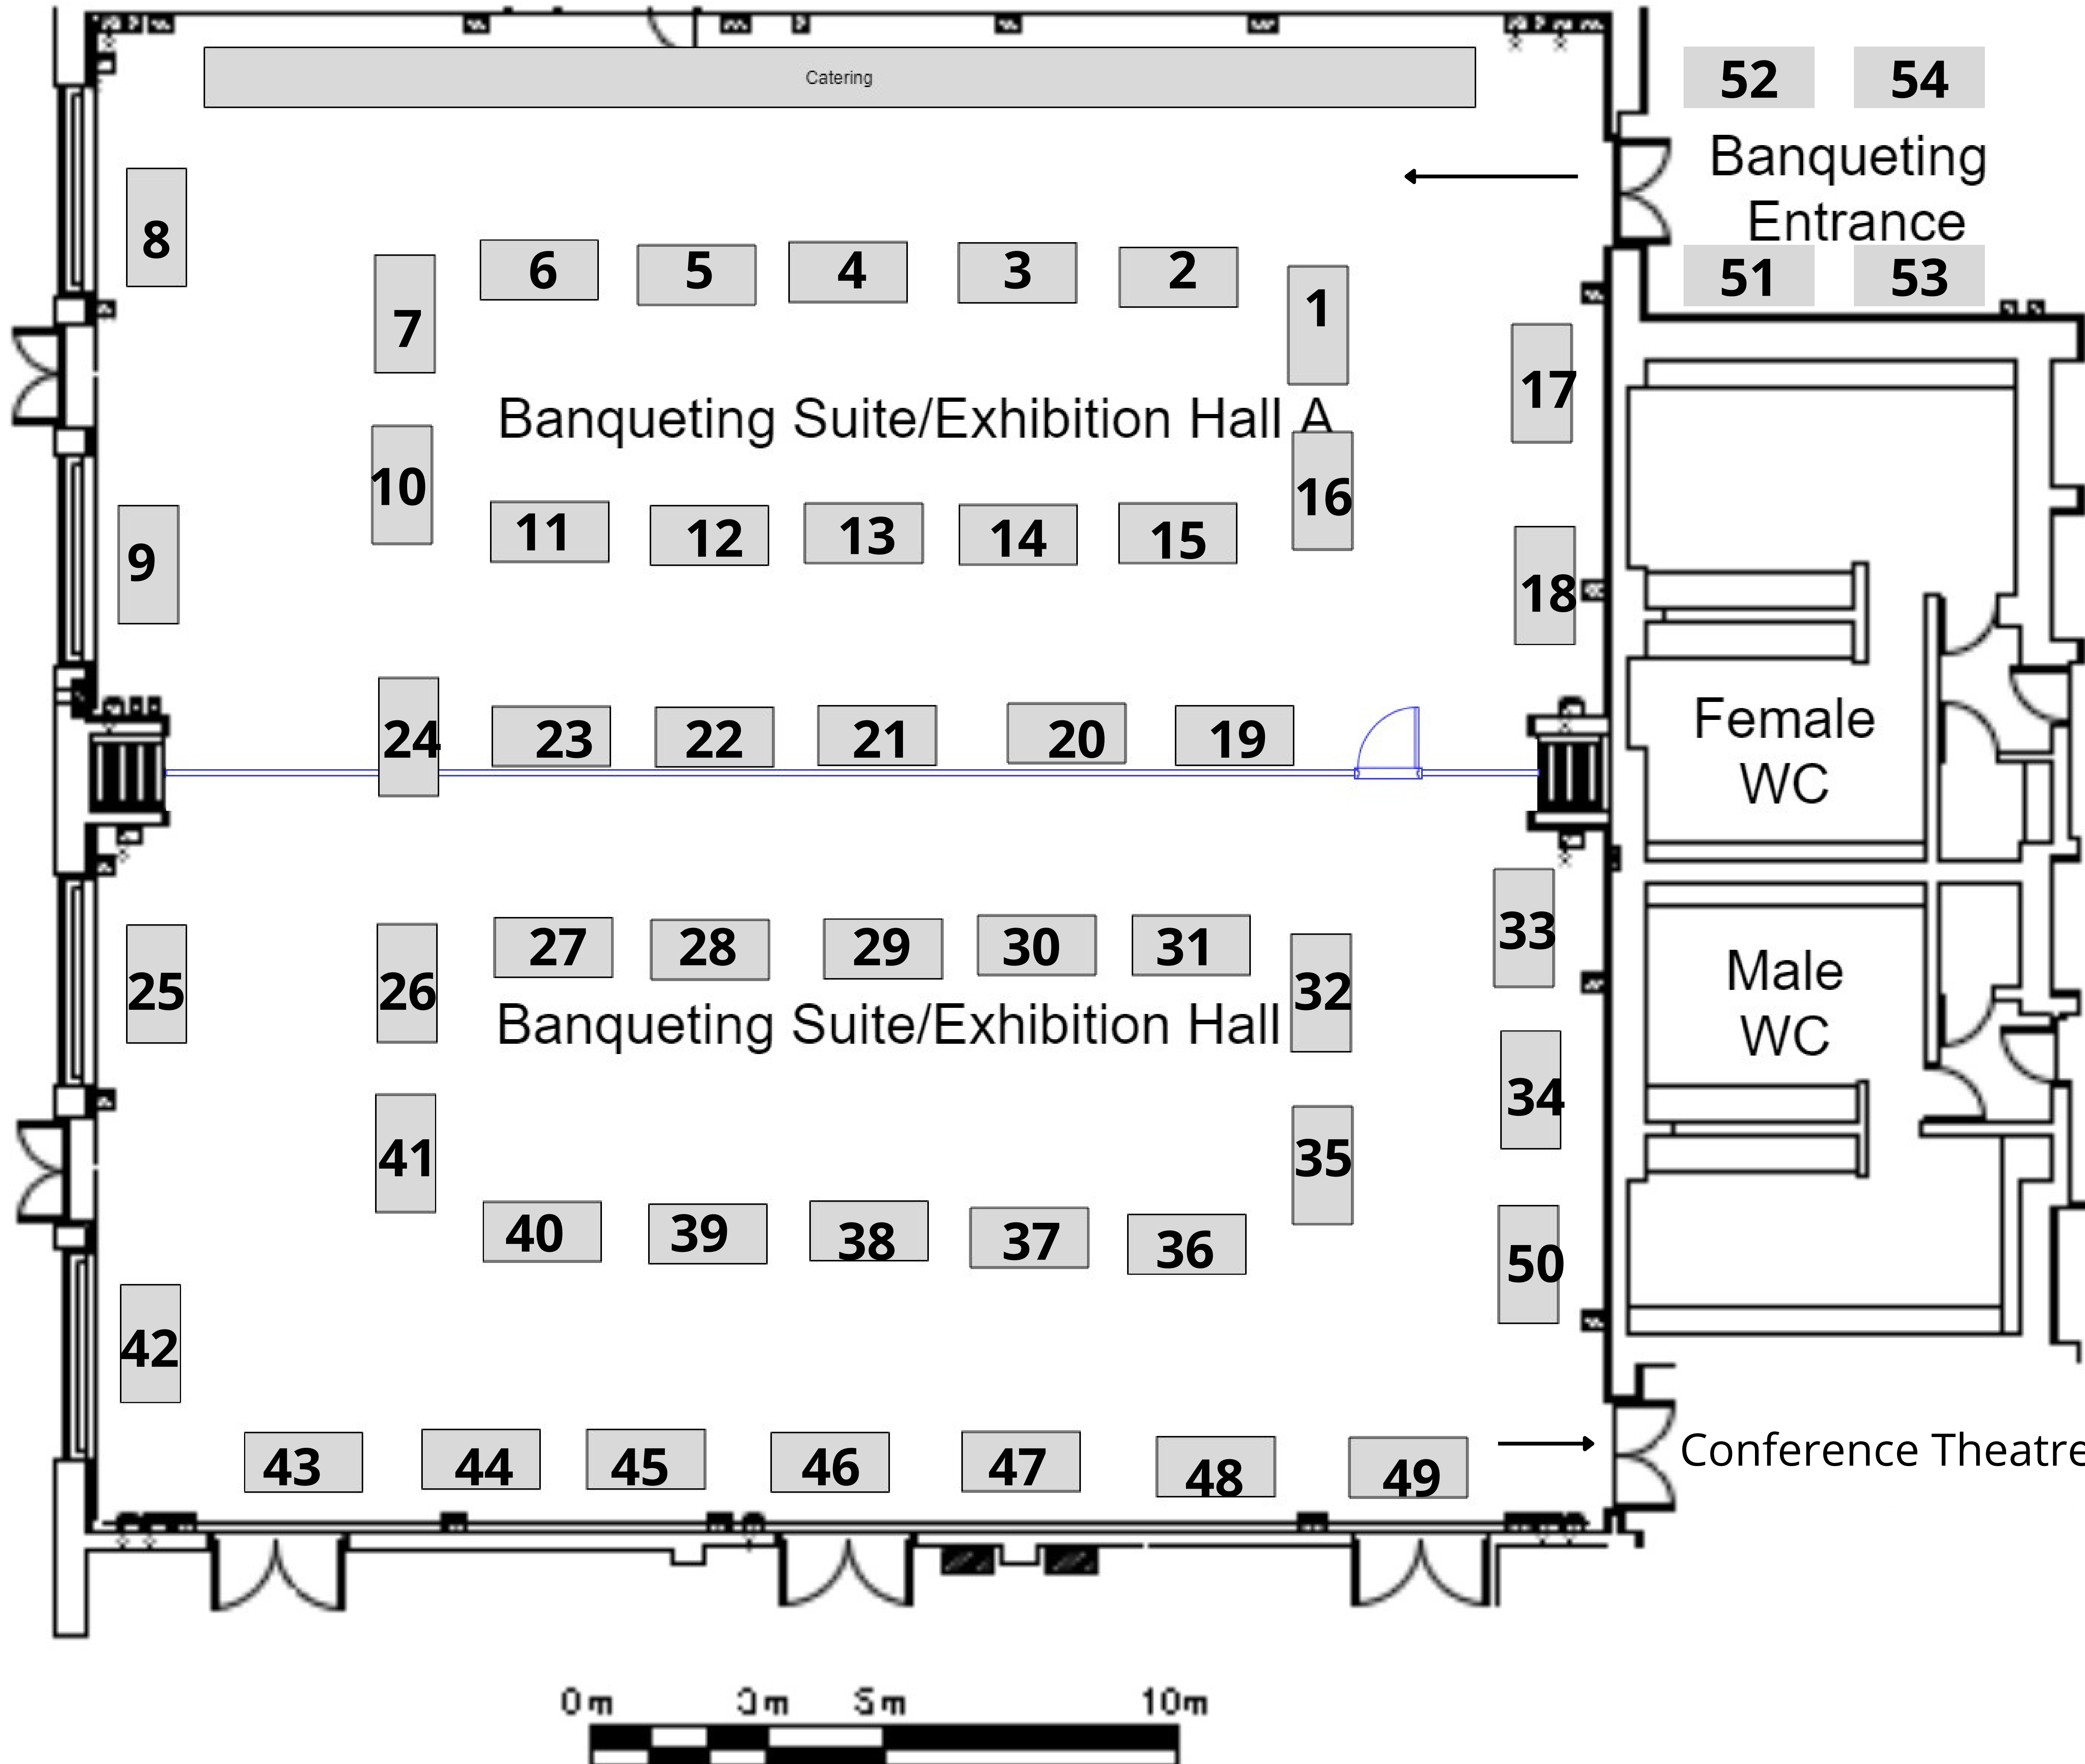 Catering
52 54
Banqueting
Entrance
51 53
8
6 5 4 3 2
1
7
17
Banqueting Suite/Exhibition Hall A
10
16
11 12 13 14 15
9
18
24 23 22 21 20 19
Female
WC
27 28 29 30 31
33
25 26 32
Male
WC
Banqueting Suite/Exhibition Hall
34
41 35
40 39 38 37 36
50
42
43 44 45 46 47 48 49
Conference Theatre
0m 3m 5m 10m